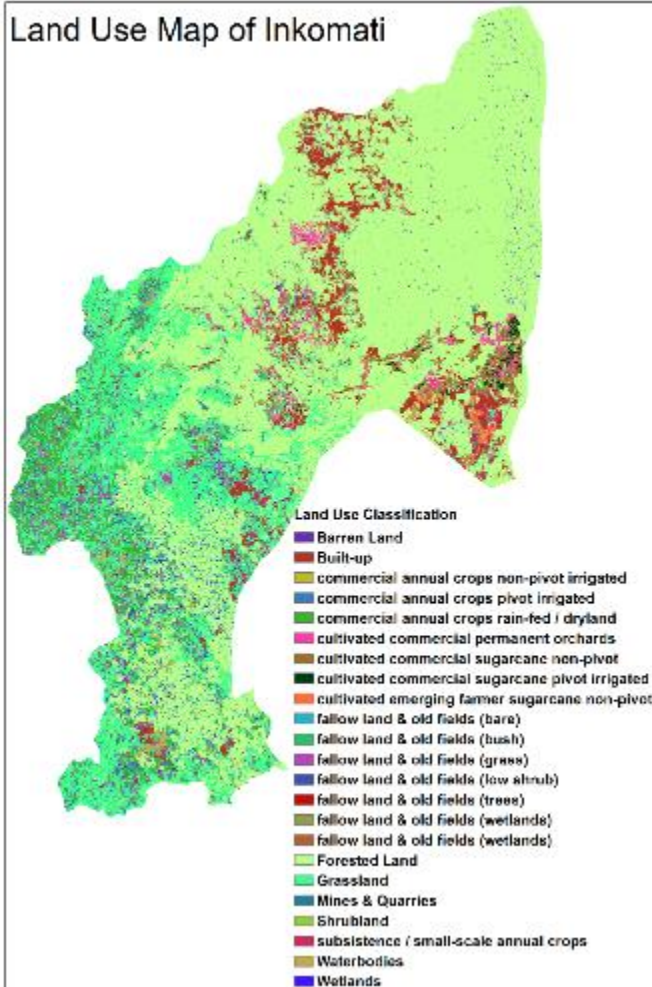 Land Use Map of Inkomati
Land Use Classification
Barren Land
Built-up
commercial annual crops non-pivot irrigated
commercial annual crops pivot irrigated
commercial annual crops rain-fed / dryland
cultivated commercial permanent orchards
cultivated commercial sugarcane non-pivot
cultivated commercial sugarcane pivot irrigated
cultivated emerging farmer sugarcane non-pivot
fallow land & old fields (bare)
fallow land & old fields (bush)
fallow land & old fields (grass)
fallow land & old fields (low shrub)
fallow land & old fields (trees)
fallow land & old fields (wetlands)
fallow land & old fields (wetlands)
Forested Land
Grassland
Mines & Quarries
Shrubland
subsistence / small-scale annual crops
Waterbodies
Wetlands